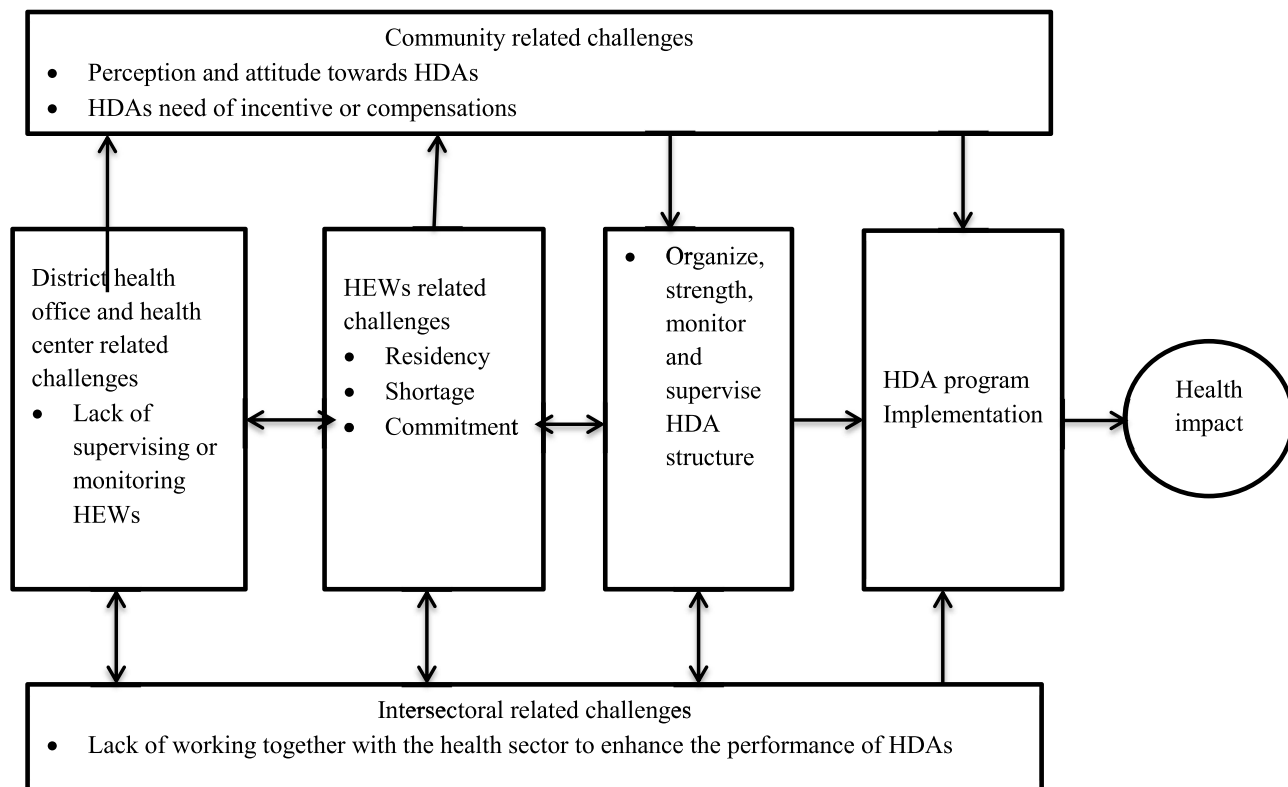 Community related challenges
• Perception and attitude towards HDAs
• HDAs need of incentive or compensations
District health
office and health
center related
challenges
• Lack of
supervising or
monitoring
HEWs
HEWs related
challenges
• Residency
• Shortage
• Commitment
• Organize,
strength,
monitor
and
supervise
HDA
structure
HDA program
Implementation
Health
impact
Intersectoral related challenges
• Lack of working together with the health sector to enhance the performance of HDAs